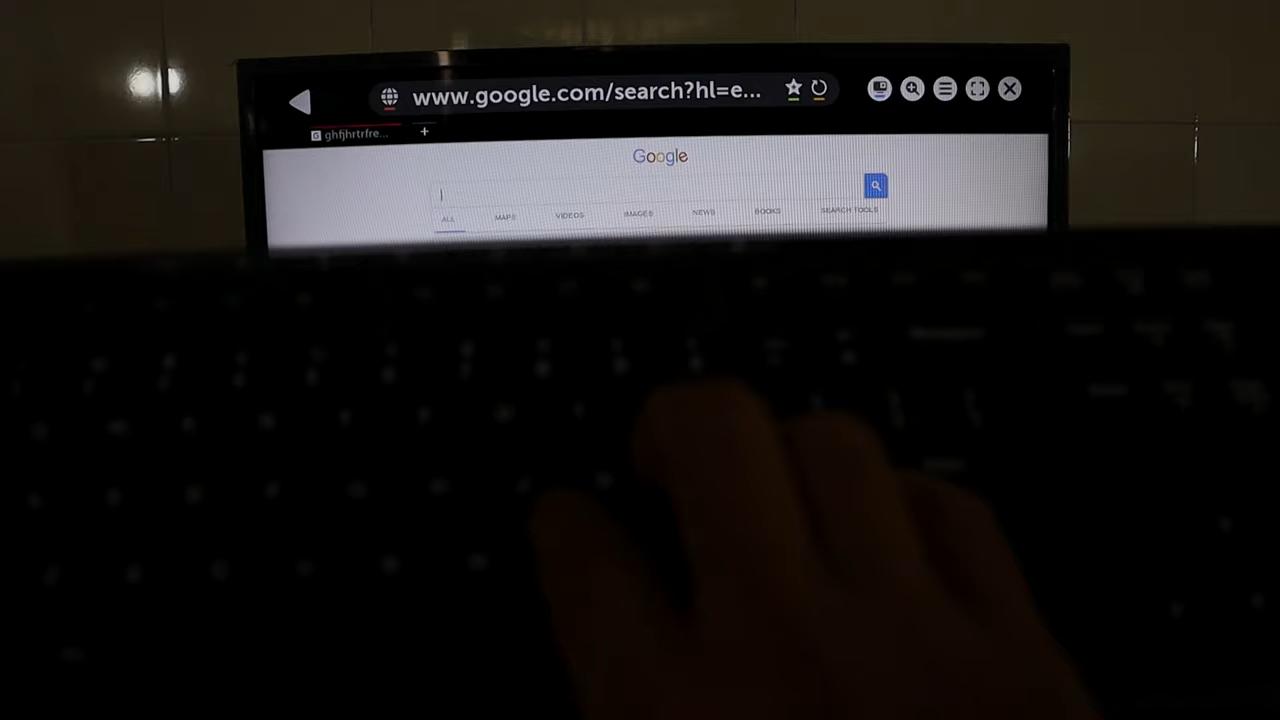 www.google.com/search?hl=e...
ghfjhrtrfre... +
Google
ALL MAPS VIDEOS IMAGES NEWS BOOKS SEARCH TOOLS